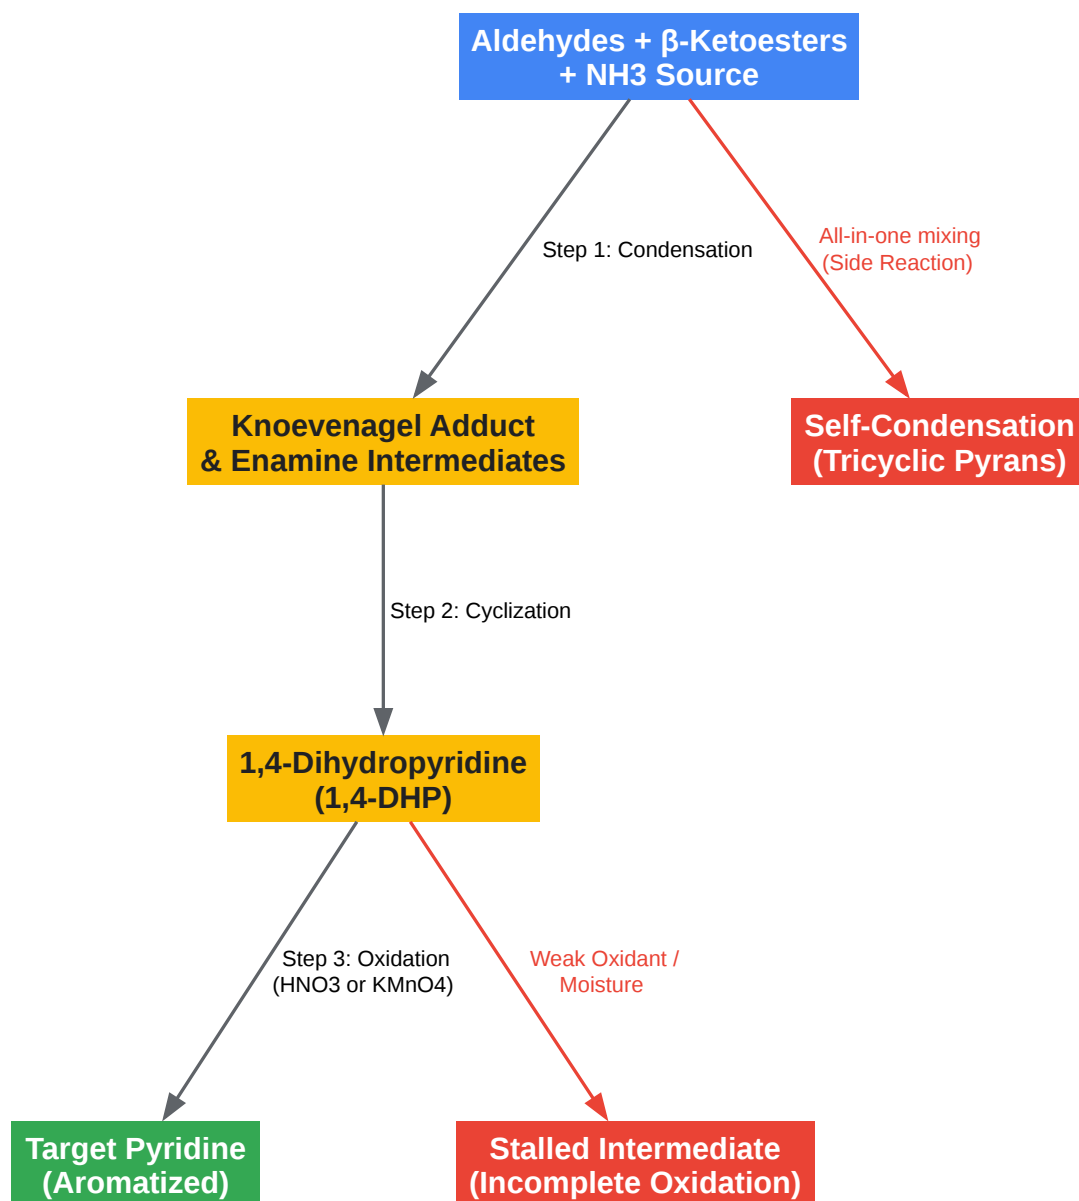 Aldehydes + β-Ketoesters
+ NH3 Source
Step 1: Condensation
All-in-one mixing
(Side Reaction)
Knoevenagel Adduct
& Enamine Intermediates
Self-Condensation
(Tricyclic Pyrans)
Step 2: Cyclization
1,4-Dihydropyridine
(1,4-DHP)
Step 3: Oxidation
(HNO3 or KMnO4)
Weak Oxidant /
Moisture
Target Pyridine
(Aromatized)
Stalled Intermediate
(Incomplete Oxidation)